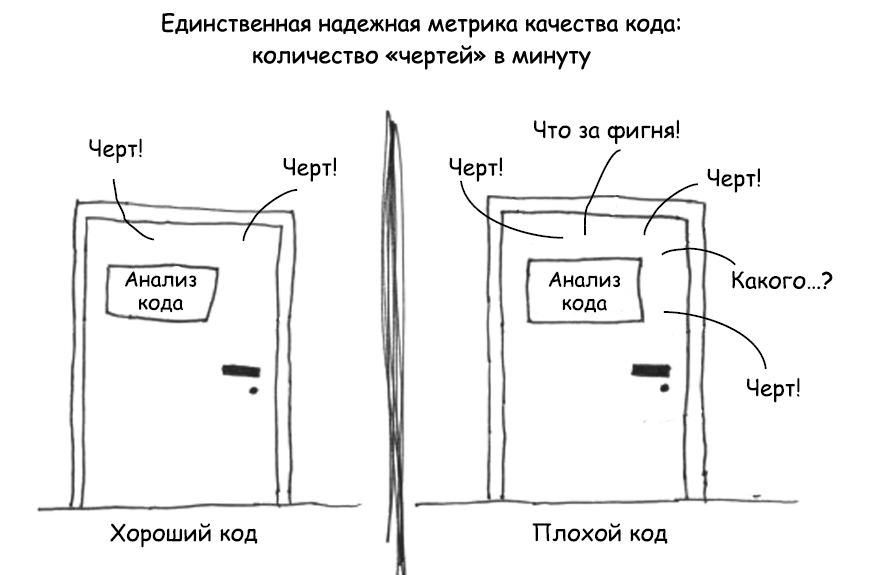 Единственная надежная метрика качества кода:
количество «чертей» в минуту
Черт!
Черт!
Анализ
кода
Хороший код
Что за фигня!
Черт!
Черт!
Какого...?
Анализ
кода
Черт!
Плохой код